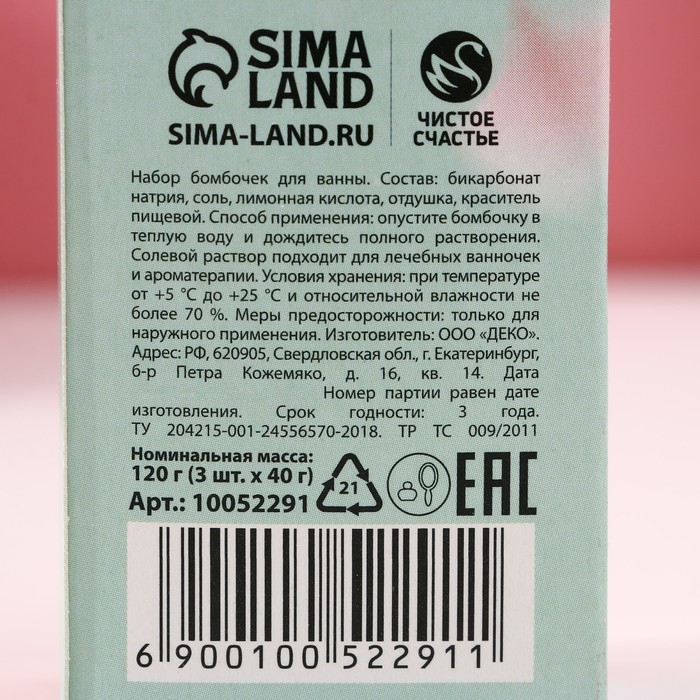 SIMA
LAND
SIMA-LAND.RU
ЧИСТОЕ
СЧАСТЬЕ
Набор бомбочек для ванны. Состав: бикарбонат
натрия, соль, лимонная кислота, отдушка, краситель
пищевой. Способ применения: опустите бомбочку в
теплую воду и дождитесь полного растворения.
Солевой раствор подходит для лечебных ванночек
и ароматерапии. Условия хранения: при температуре
от +5 °С до +25 °С и относительной влажности не
более 70 %. Меры предосторожности: только для
наружного применения. Изготовитель: ООО «ДЕКО».
Адрес: РФ, 620905, Свердловская обл., г. Екатеринбург,
б-р Петра Кожемяко, д. 16, кв. 14. Дата
Номер партии равен дате
изготовления. Срок годности: 3 года.
ТУ 204215-001-24556570-2018. ТР ТС 009/2011
Номинальная масса:
120 г (3 шт. х 40 г)
Арт.: 10052291
21
EAC
6 900100 522911